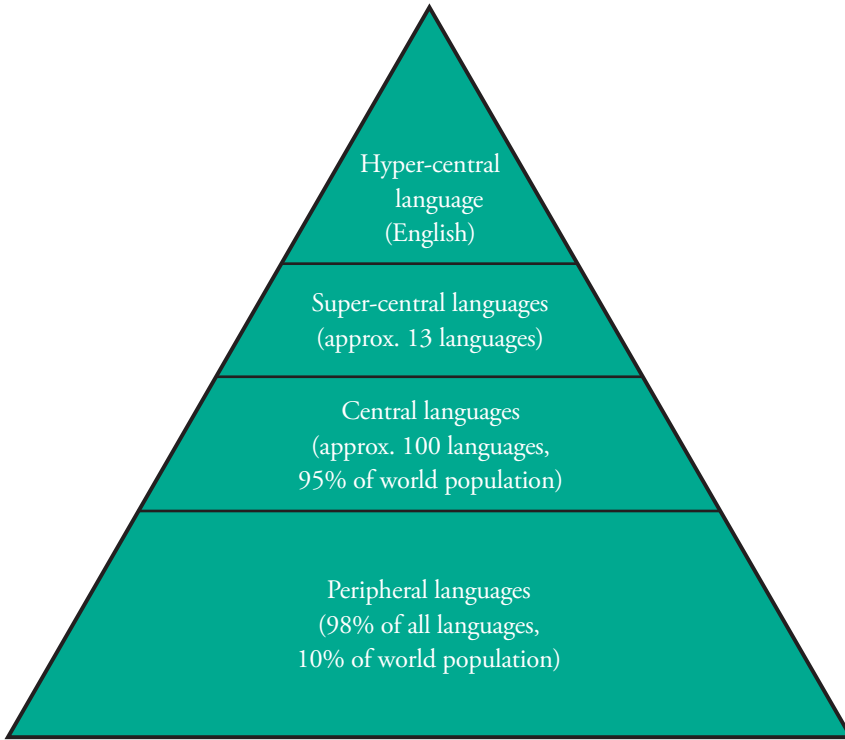 Hyper-central
language
(English)
Super-central languages
(approx. 13 languages)
Central languages
(approx. 100 languages,
95% of world population)
Peripheral languages
(98% of all languages,
10% of world population)